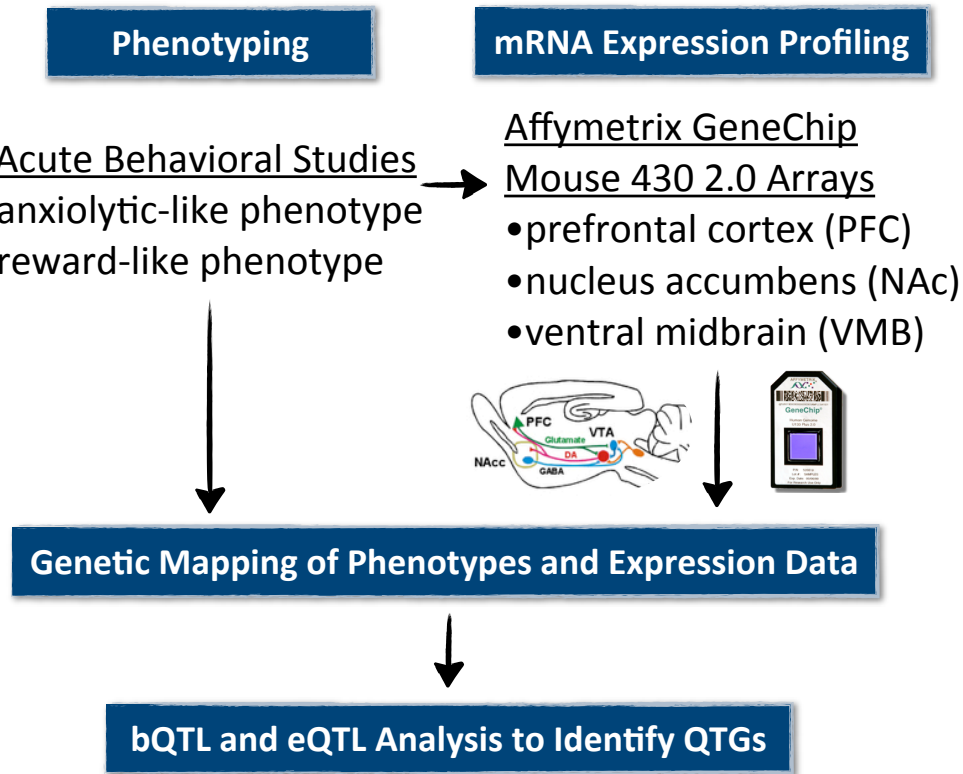 Phenotyping
mRNA Expression Profiling
Acute Behavioral Studies
anxiolytic-like phenotype
reward-like phenotype
Affymetrix GeneChip
Mouse 430 2.0 Arrays
•prefrontal cortex (PFC)
•nucleus accumbens (NAc)
•ventral midbrain (VMB)
PFC
VTA
Glutamate
DA
NAcc
GABA
AFFYMETRIX
GeneChip®
Genetic Mapping of Phenotypes and Expression Data
bQTL and eQTL Analysis to Identify QTGs